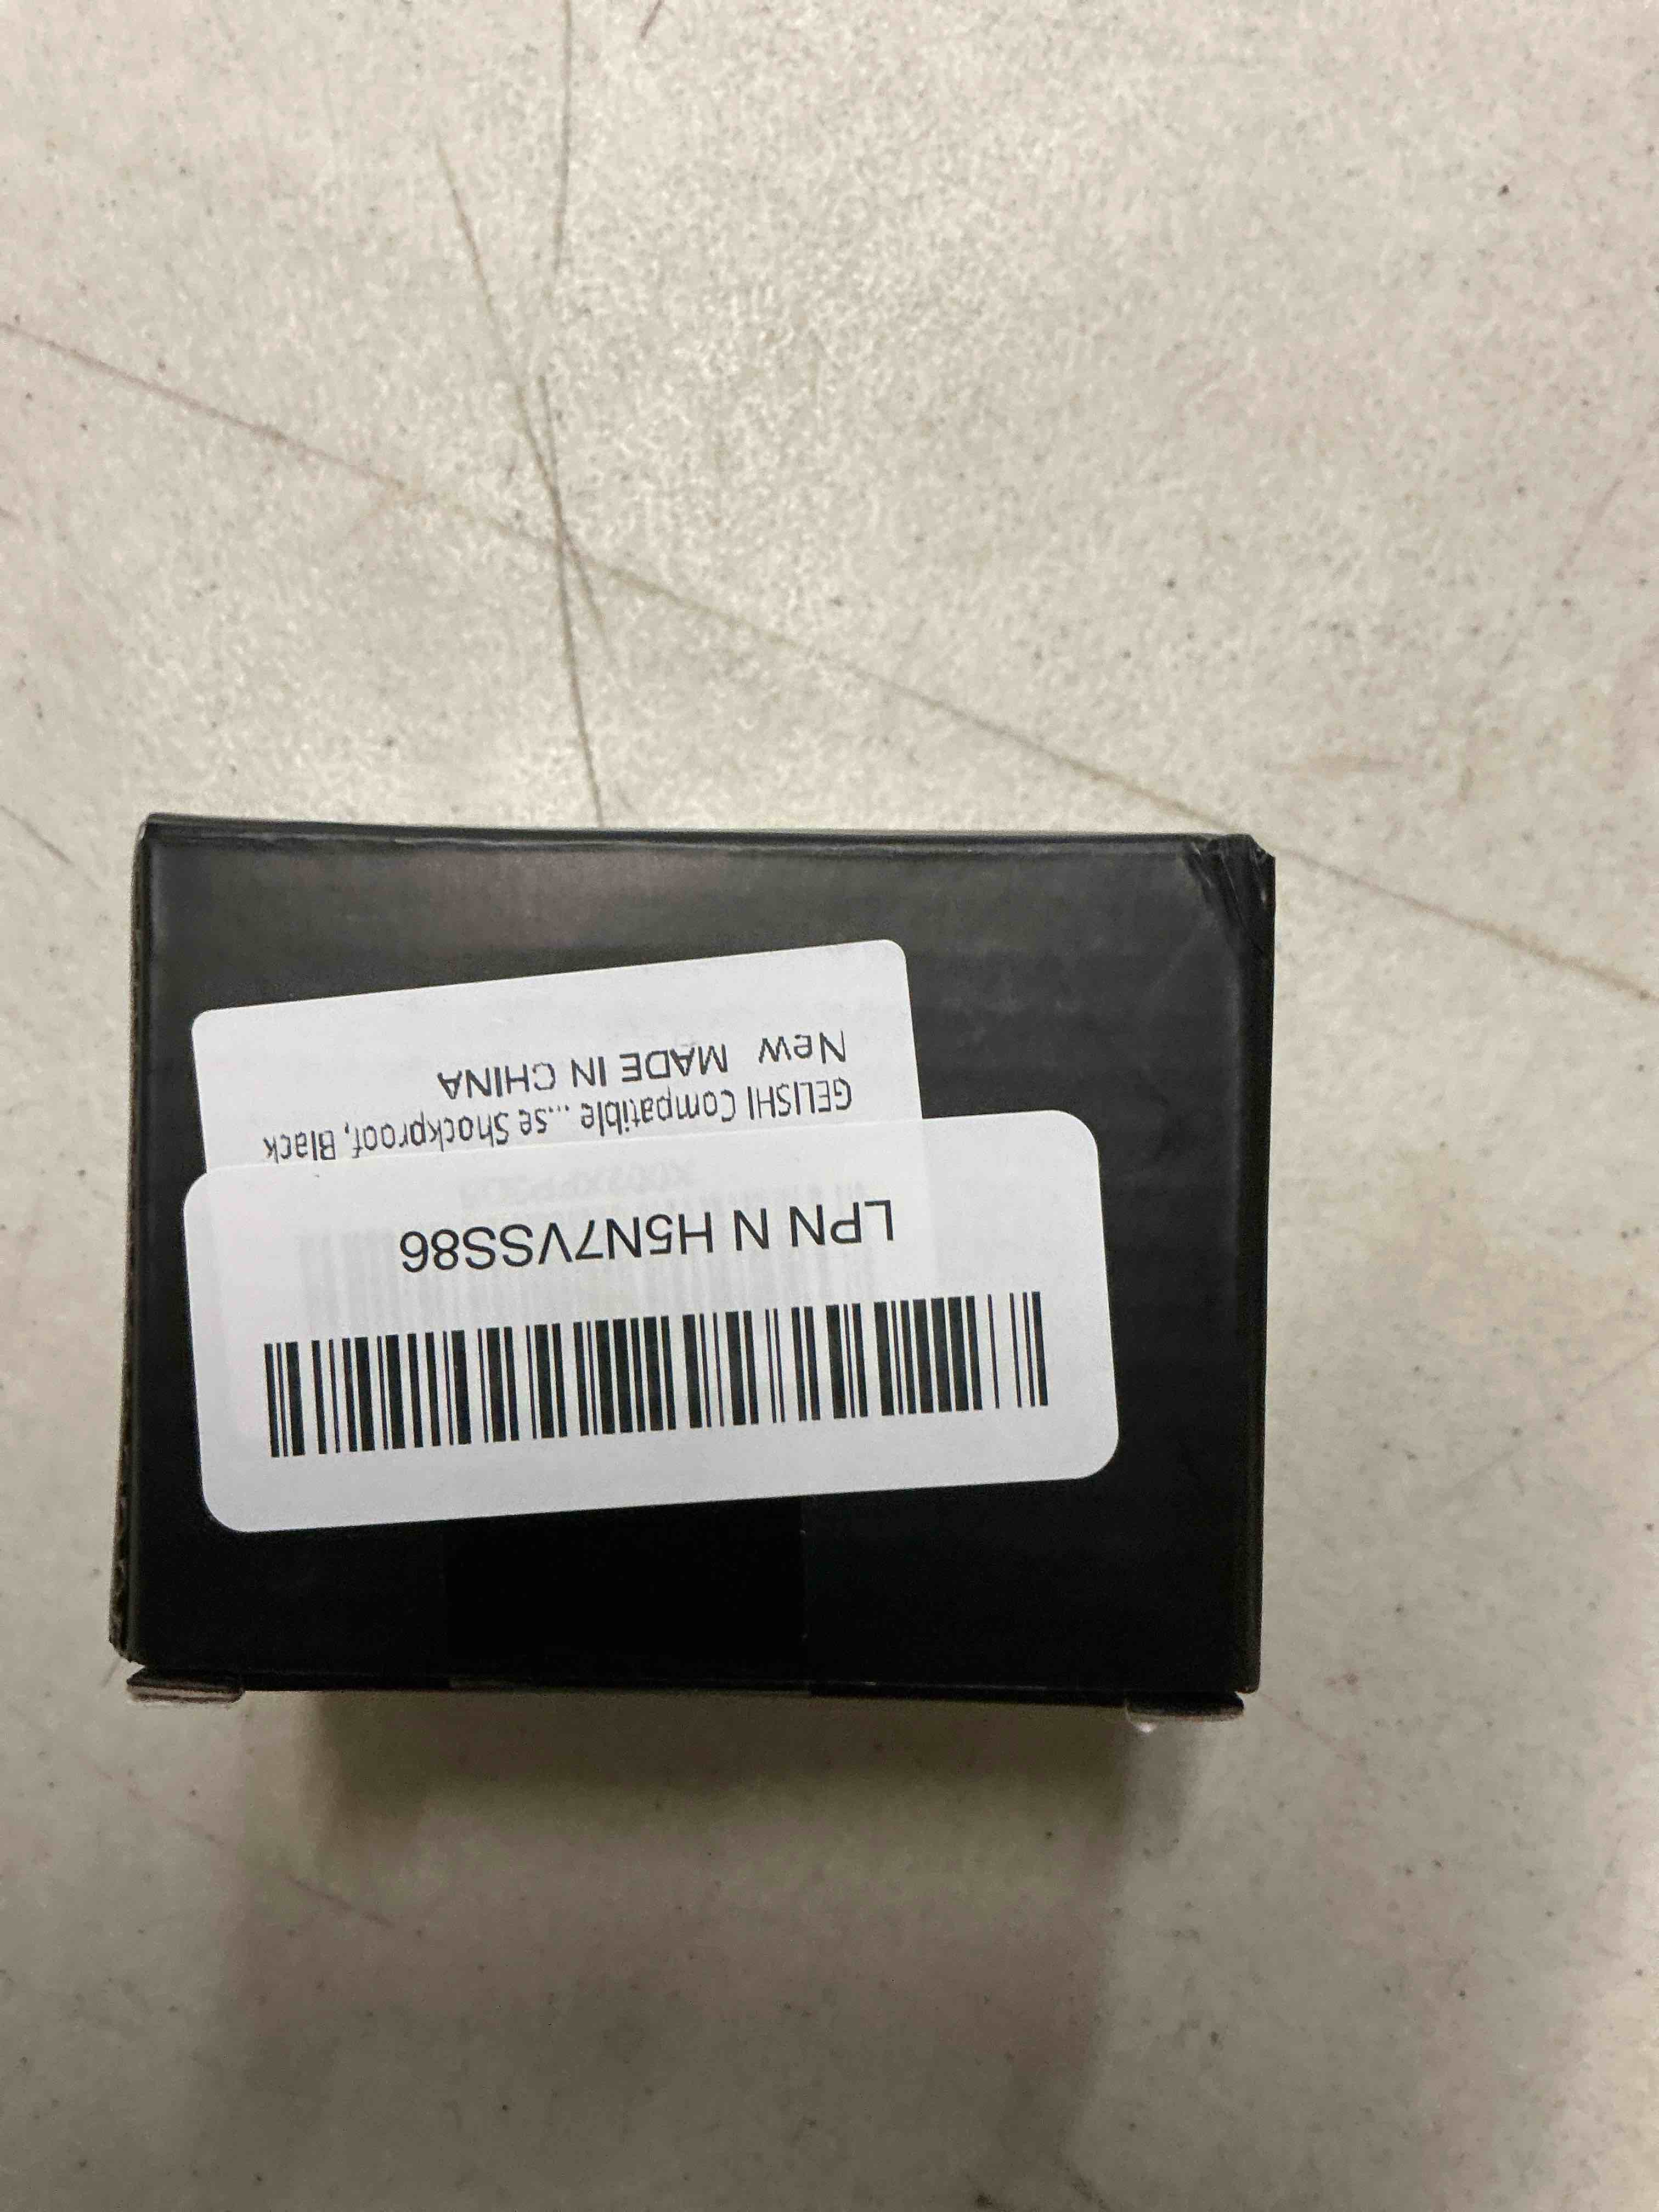 LPN N H5N7VSS86
GELISHI Compatible ...se Shockproof, Black
New MADE IN CHINA